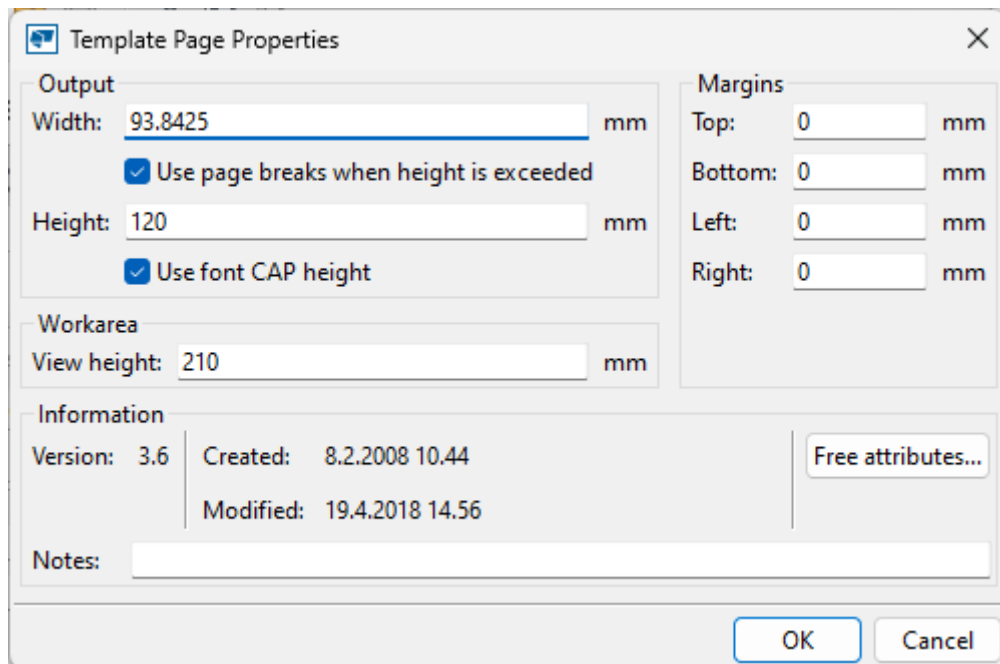 Template Page Properties
Output
Width: 93.8425 mm
Use page breaks when height is exceeded
Height: 120 mm
Use font CAP height
Margins
Top: 0 mm
Bottom: 0 mm
Left: 0 mm
Right: 0 mm
Workarea
View height: 210 mm
Information
Version: 3.6
Created: 8.2.2008 10.44
Modified: 19.4.2018 14.56
Free attributes...
Notes:
OK
Cancel